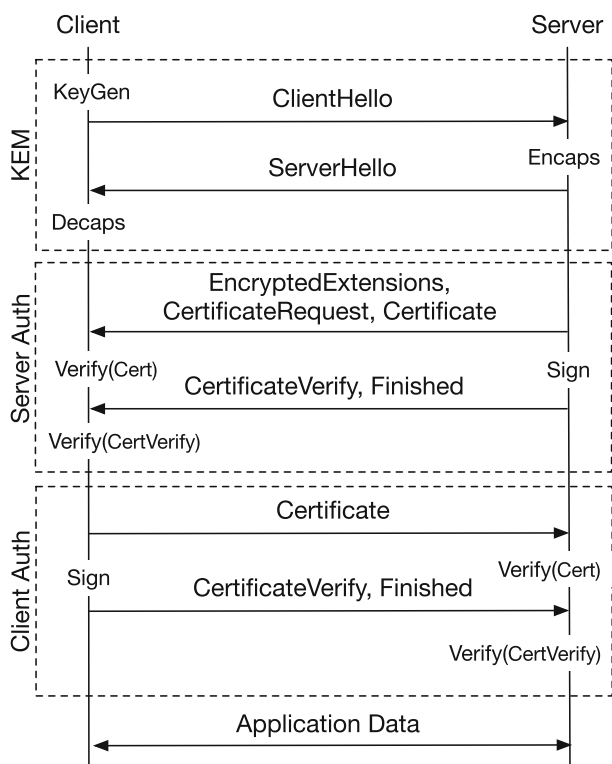 Client
Server
KEM
KeyGen
ClientHello
Encaps
ServerHello
Decaps
Server Auth
EncryptedExtensions,
CertificateRequest, Certificate
Verify(Cert)
Sign
CertificateVerify, Finished
Verify(CertVerify)
Client Auth
Certificate
Verify(Cert)
Sign
CertificateVerify, Finished
Verify(CertVerify)
Application Data